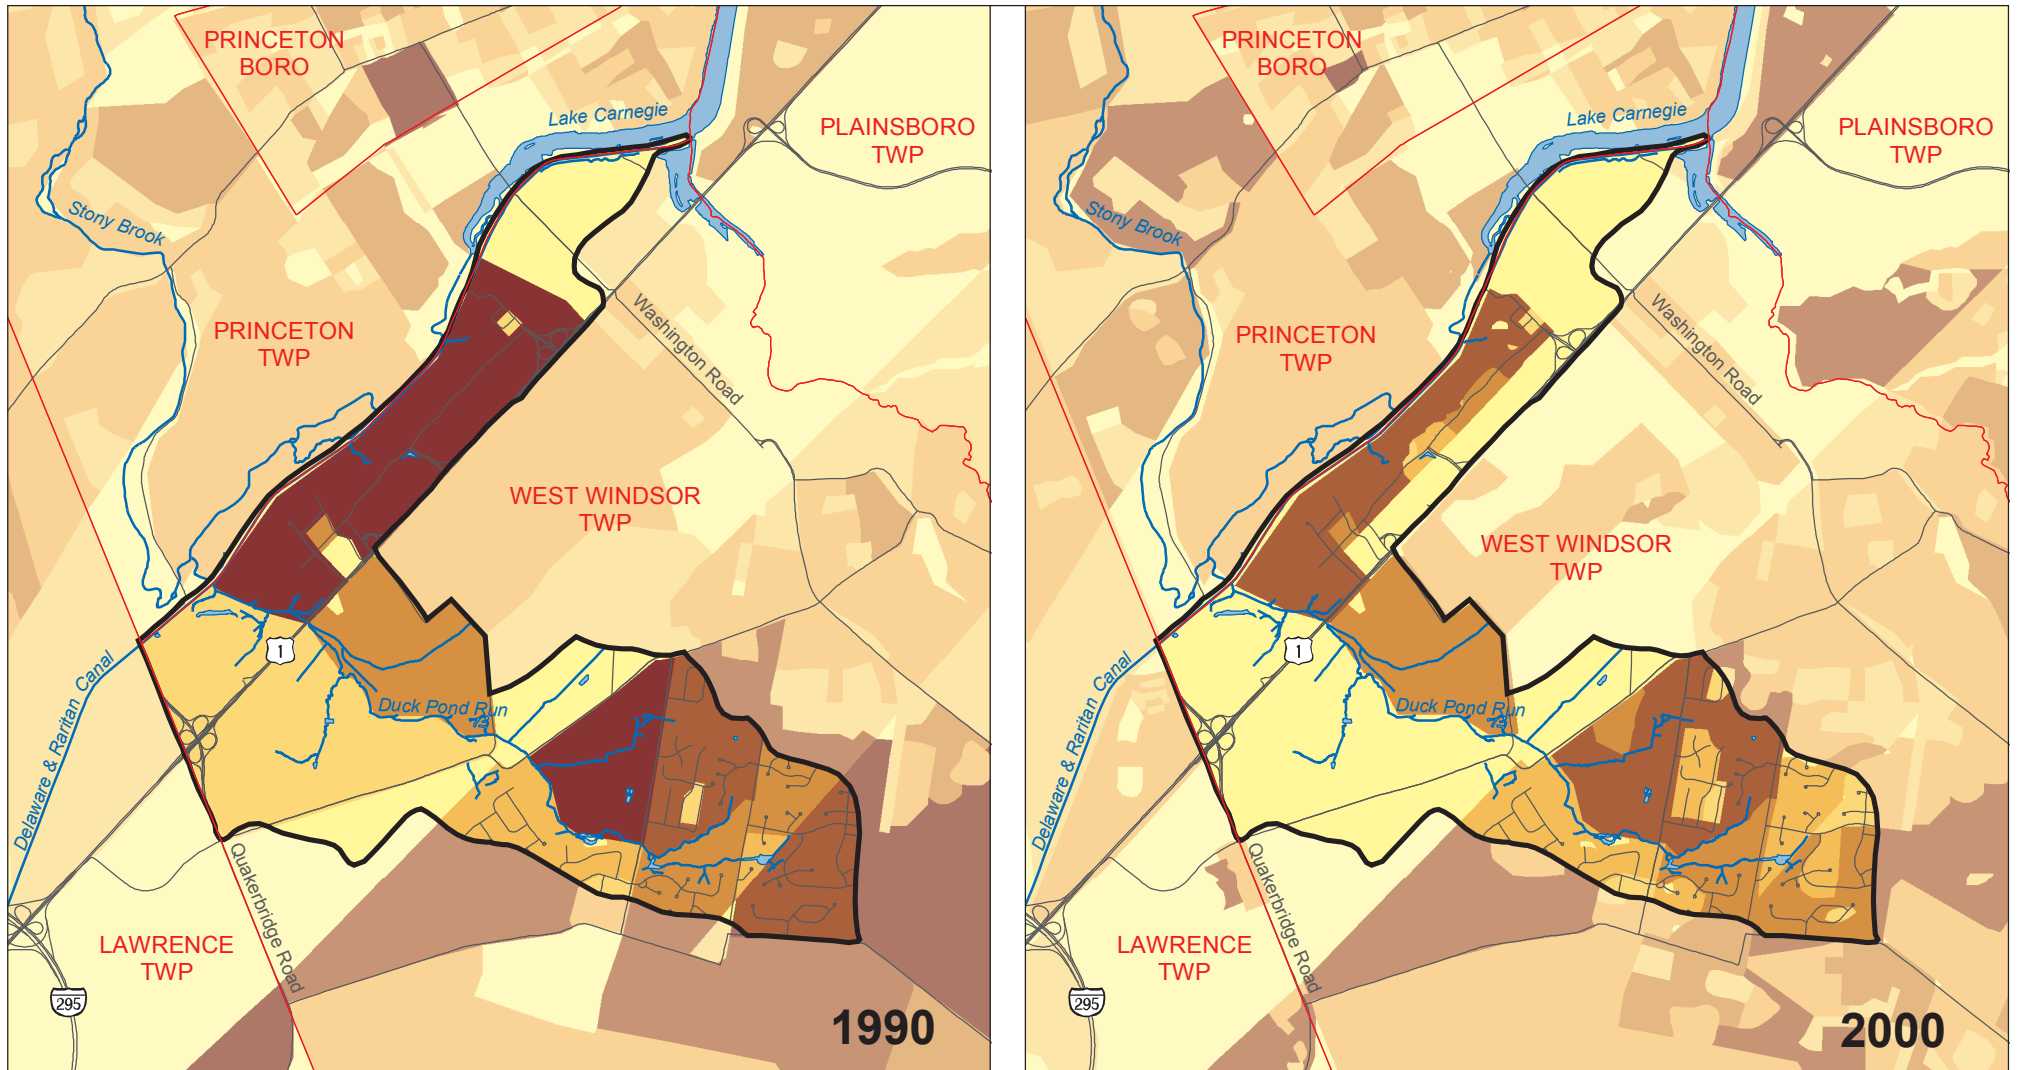 PRINCETON
BORO
Lake Carnegie
PLAINSBORO
TWP
Stony Brook
PRINCETON
TWP
Washington Road
WEST WINDSOR
TWP
1
Duck Pond Run
Delaware & Raritan Canal
Quakerbridge Road
LAWRENCE
TWP
295
1990
PRINCETON
BORO
Lake Carnegie
PLAINSBORO
TWP
Stony Brook
PRINCETON
TWP
Washington Road
WEST WINDSOR
TWP
1
Duck Pond Run
Delaware & Raritan Canal
Quakerbridge Road
LAWRENCE
TWP
295
2000